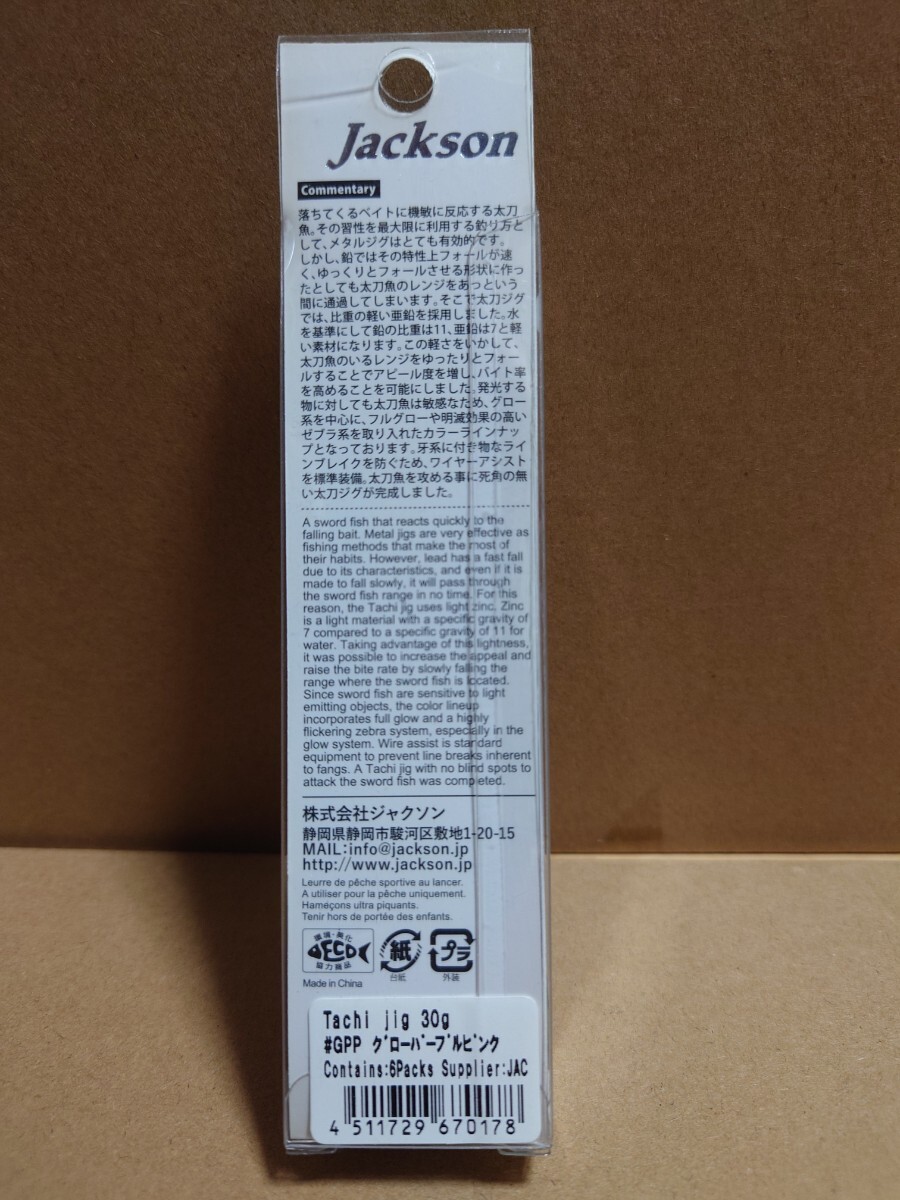 Jackson
Commentary
落ちてくるベイトに機敏に反応する太刀
魚。その習性を最大限に利用する釣り方と
して、メタルジグはとても有効的です。
しかし、鉛ではその特性上フォールが速
く、ゆっくりとフォールさせる形状に作っ
たとしても太刀魚のレンジをあっという
間に通過してしまいます。そこで太刀ジグ
では、比重の軽い亜鉛を採用しました。水
を基準にして鉛の比重は11、亜鉛は7と軽
い素材になります。この軽さをいかして、
太刀魚のいるレンジをゆったりとフォー
ルすることでアピール度を増し、バイト率
を高めることを可能にしました。発光する
物に対しても太刀魚は敏感なため、グロー
系を中心に、フルグローや明滅効果の高い
ゼブラ系を取り入れたカラーラインナッ
プとなっております。牙系に付き物なライ
ンブレイクを防ぐため、ワイヤーアシスト
を標準装備。太刀魚を攻める事に死角の無
い太刀ジグが完成しました。
A sword fish that reacts quickly to the
falling bait. Metal jigs are very effective as
fishing methods that make the most of
their habits. However, lead has a fast fall
due to its characteristics, and even if it is
made to fall slowly, it will pass through
the sword fish range in no time. For this
reason, the Tachi jig uses light zinc. Zinc
is a light material with a specific gravity of
7 compared to a specific gravity of 11 for
water. Taking advantage of this lightness,
it was possible to increase the appeal and
raise the bite rate by slowly falling the
range where the sword fish is located.
Since sword fish are sensitive to light
emitting objects, the color lineup
incorporates full glow and a highly
flickering zebra system, especially in the
glow system. Wire assist is standard
equipment to prevent line breaks inherent
to fangs. A Tachi jig with no blind spots to
attack the sword fish was completed.
株式会社ジャクソン
静岡県静岡市駿河区敷地1-20-15
MAIL:info@jackson.jp
http://www.jackson.jp
Leurre de pêche sportive au lancer.
A utiliser pour la pêche uniquement.
Hameçons ultra piquants.
Tenir hors de portée des enfants.
環境・美化
ECO
協力商品
紙
台紙
プラ
外装
Made in China
Tachi jig 30g
#GPP グローパープルピンク
Contains:6Packs Supplier:JAC
4 511729 670178